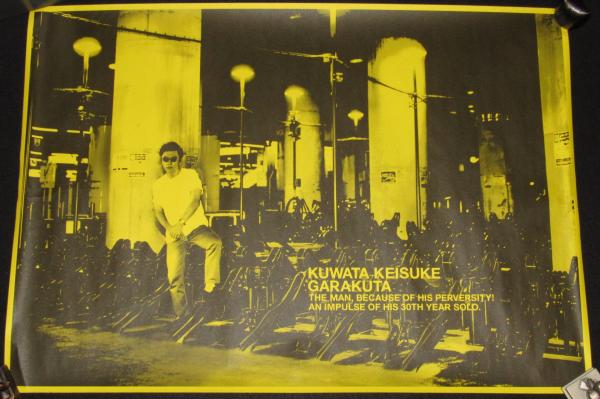 KUWATA KEISUKE
GARAKUTA
THE MAN, BECAUSE OF HIS PERVERSITY!
AN IMPULSE OF HIS 30TH YEAR SOLO.